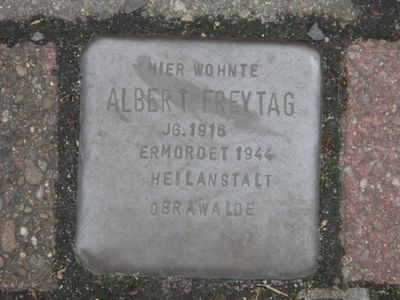 HIER WOHNTE
ALBERT FREYTAG
JG. 1916
ERMORDET 1944
HEILANSTALT
OBRAWALDE